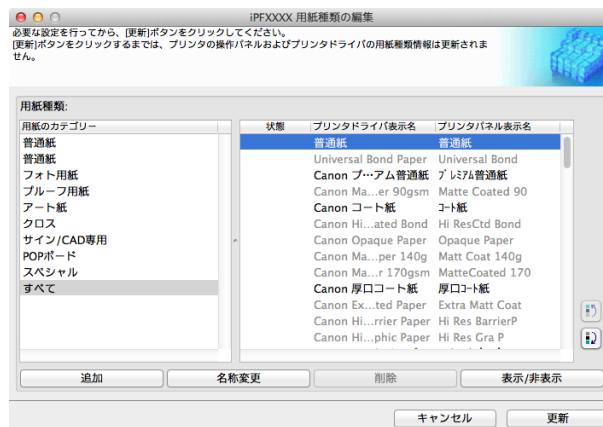 iPFXXXX 用紙種類の編集
必要な設定を行ってから、[更新]ボタンをクリックしてください。
[更新]ボタンをクリックするまでは、プリンタの操作パネルおよびプリンタドライバの用紙種類情報は更新されま
せん。
用紙種類:
用紙のカテゴリー
普通紙
普通紙
フォト用紙
プルーフ用紙
アート紙
クロス
サイン/CAD専用
POPボード
スペシャル
すべて
状態 プリンタドライバ表示名 プリンタパネル表示名
普通紙 普通紙
Universal Bond Paper Universal Bond
Canon プ…アム普通紙 プレミアム普通紙
Canon Ma…er 90gsm Matte Coated 90
Canon コート紙 コート紙
Canon Hi…ated Bond Hi ResCtd Bond
Canon Opaque Paper Opaque Paper
Canon Ma…per 140g Matt Coat 140g
Canon Ma…r 170gsm MatteCoated 170
Canon 厚口コート紙 厚口コート紙
Canon Ex…ted Paper Extra Matt Coat
Canon Hi…rrier Paper Hi Res BarrierP
Canon Hi…phic Paper Hi Res Gra P
追加 名称変更 削除 表示/非表示
キャンセル 更新